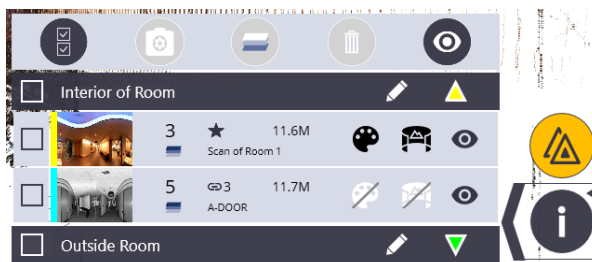 Interior of Room
3 11.6M
Scan of Room 1
5 3 11.7M
A-DOOR
Outside Room
i